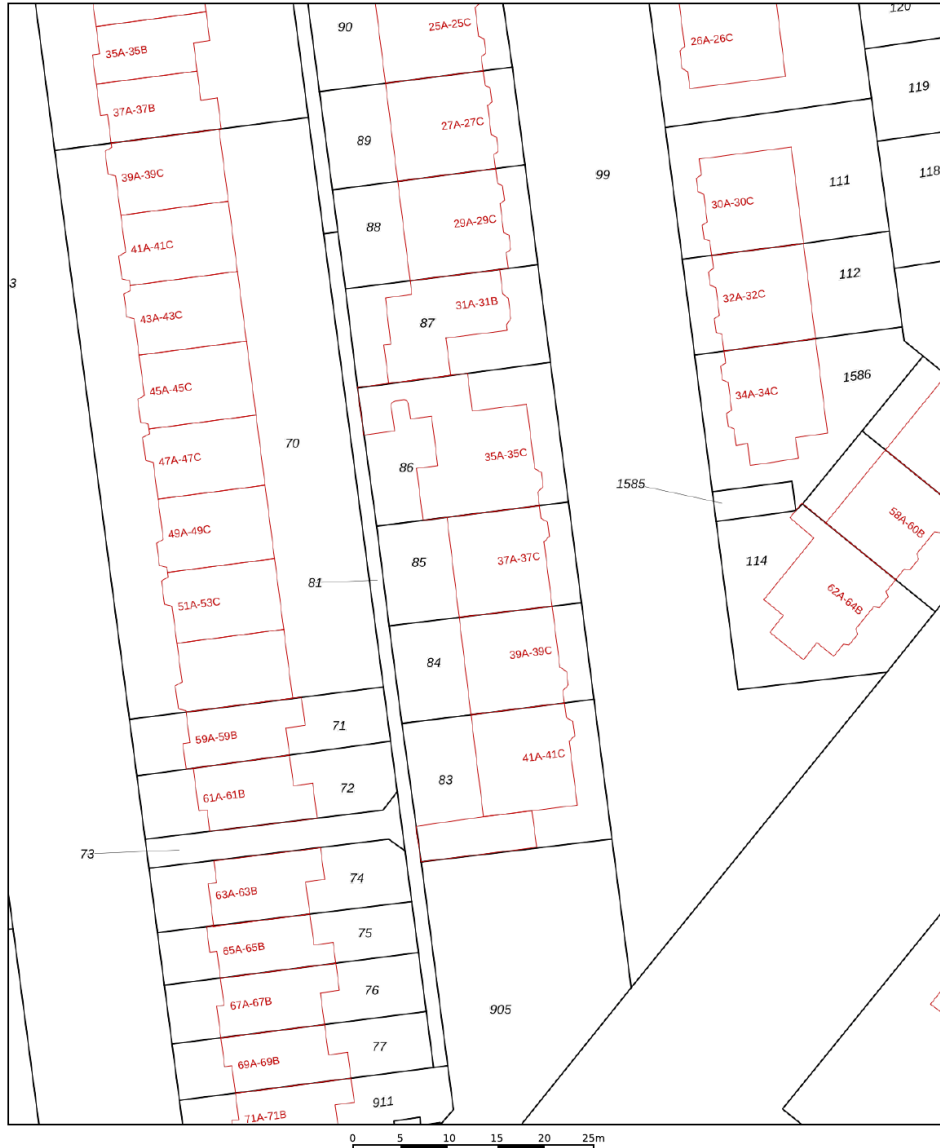 120
90
25A-25C
26A-26C
35A-35B
119
37A-37B
27A-27C
89
118
39A-39C
99
111
30A-30C
29A-29C
88
41A-41C
3
112
32A-32C
31A-31B
87
43A-43C
1586
45A-45C
34A-34C
70
35A-35C
86
47A-47C
1585
58A-60B
49A-49C
37A-37C
85
114
81
51A-53C
62A-64B
39A-39C
84
71
59A-59B
41A-41C
83
72
61A-61B
73
74
63A-63B
75
65A-65B
76
67A-67B
905
77
69A-69B
911
71A-71B
0 5 10 15 20 25m